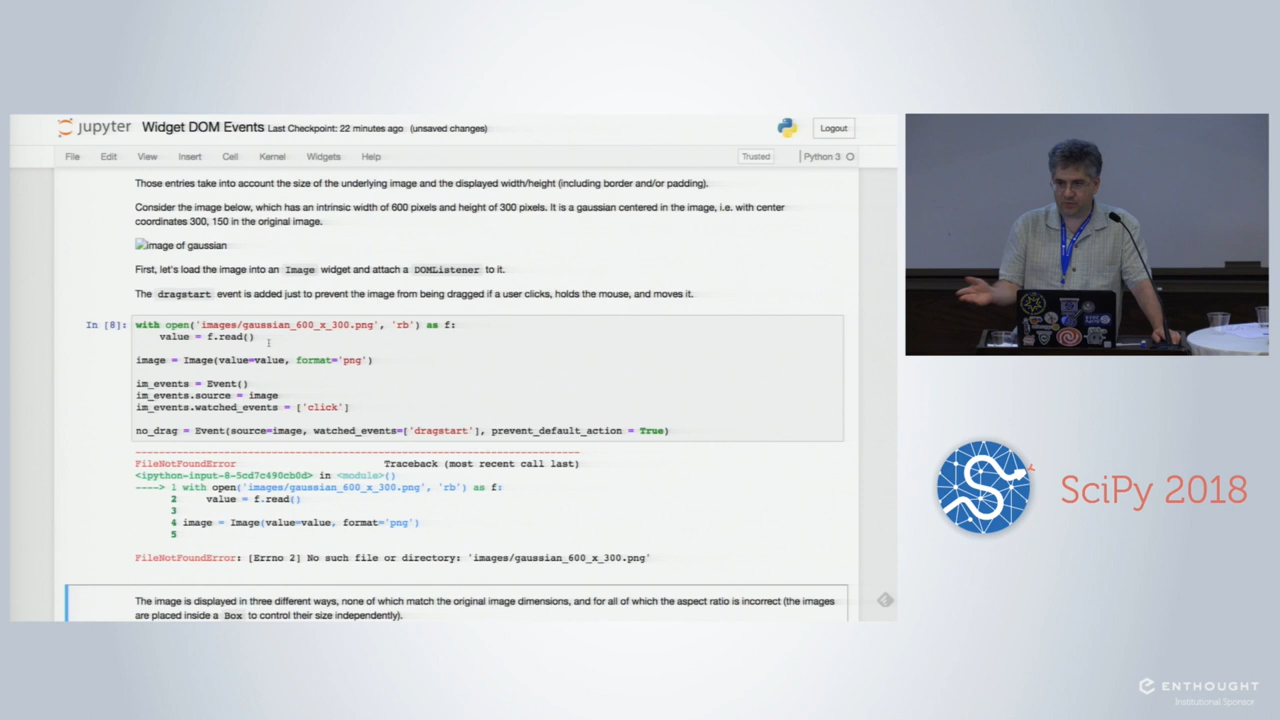 jupyter Widget DOM Events Last Checkpoint: 22 minutes ago (unsaved changes)
Logout
File Edit View Insert Cell Kernel Widgets Help
Trusted
Python 3
Those entries take into account the size of the underlying image and the displayed width/height (including border and/or padding).
Consider the image below, which has an intrinsic width of 600 pixels and height of 300 pixels. It is a gaussian centered in the image, i.e. with center
coordinates 300, 150 in the original image.
image of gaussian
First, let's load the image into an Image widget and attach a DOMListener to it.
The dragstart event is added just to prevent the image from being dragged if a user clicks, holds the mouse, and moves it.
In [8]: with open('images/gaussian_600_x_300.png', 'rb') as f:
value = f.read()
image = Image(value=value, format='png')
im_events = Event()
im_events.source = image
im_events.watched_events = ['click']
no_drag = Event(source=image, watched_events=['dragstart'], prevent_default_action = True)
---------------------------------------------------------------------------
FileNotFoundError Traceback (most recent call last)
<ipython-input-8-5cd7c490cb0d> in <module>()
----> 1 with open('images/gaussian_600_x_300.png', 'rb') as f:
2 value = f.read()
3
4 image = Image(value=value, format='png')
5
FileNotFoundError: [Errno 2] No such file or directory: 'images/gaussian_600_x_300.png'
The image is displayed in three different ways, none of which match the original image dimensions, and for all of which the aspect ratio is incorrect (the images
are placed inside a Box to control their size independently).
SciPy 2018
ENTHOUGHT
Institutional Sponsor